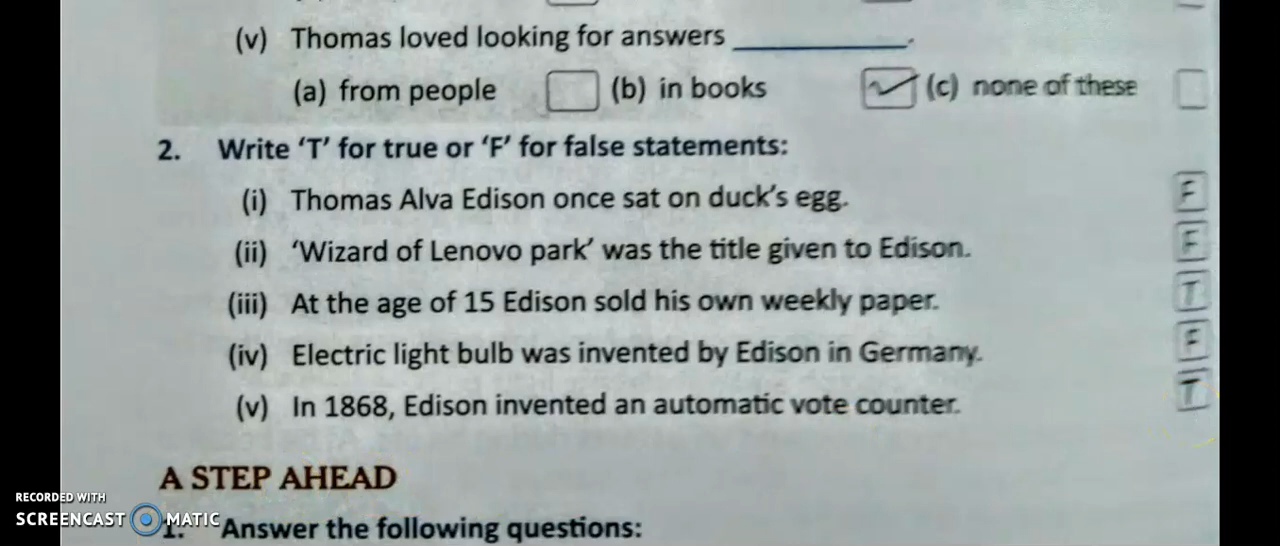 (v) Thomas loved looking for answers ____________.
(a) from people (b) in books (c) none of these
2. Write 'T' for true or 'F' for false statements:
(i) Thomas Alva Edison once sat on duck's egg. F
(ii) 'Wizard of Lenovo park' was the title given to Edison. F
(iii) At the age of 15 Edison sold his own weekly paper. T
(iv) Electric light bulb was invented by Edison in Germany. F
(v) In 1868, Edison invented an automatic vote counter. T
A STEP AHEAD
1. Answer the following questions:
RECORDED WITH
SCREENCAST MATIC